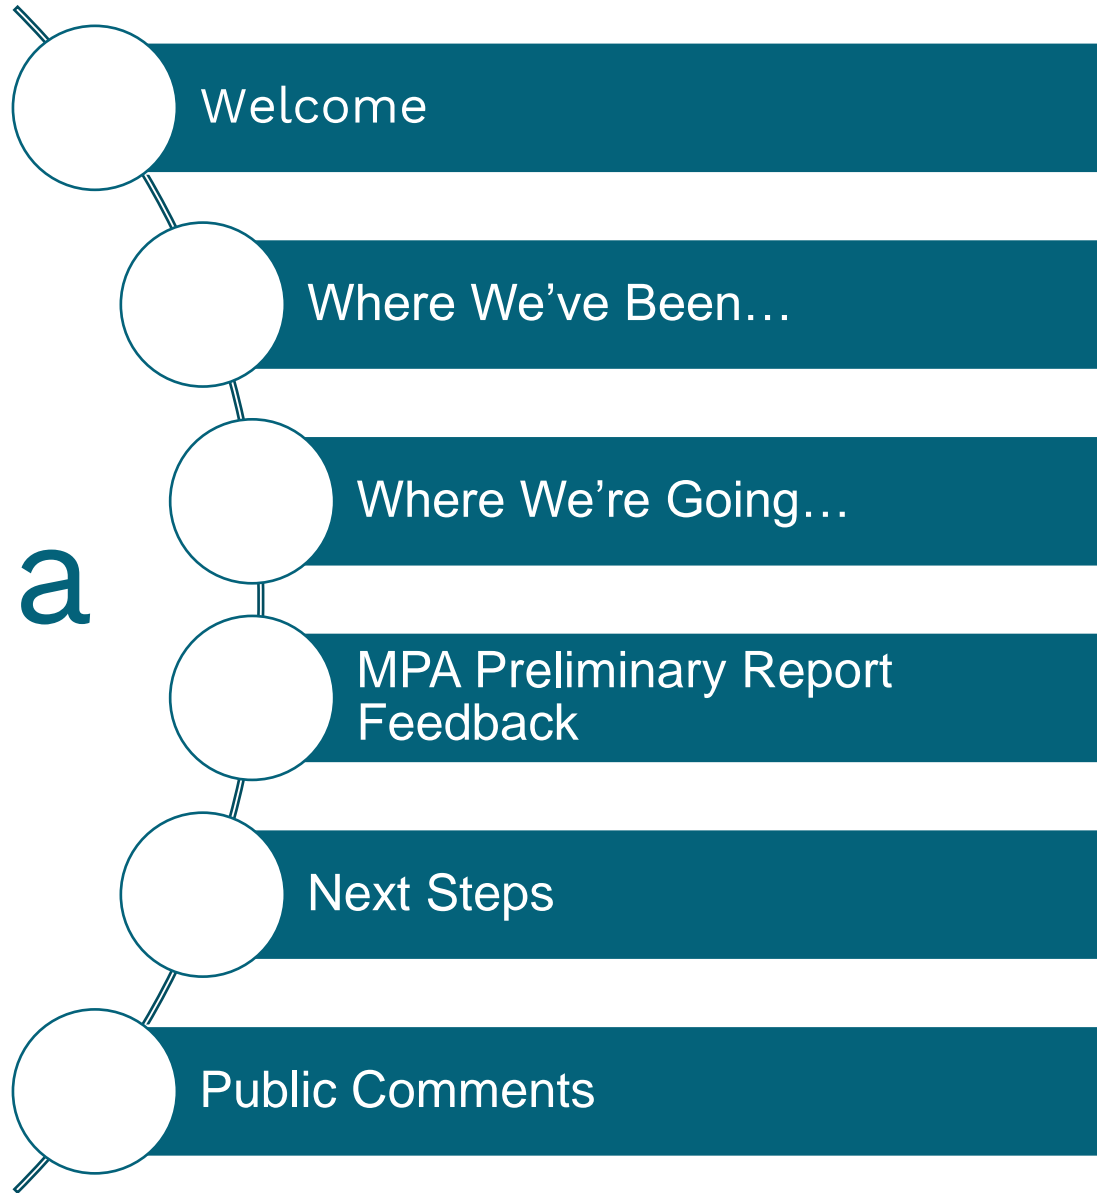 Welcome
Where We’ve Been…
Where We’re Going…
a
MPA Preliminary Report
Feedback
Next Steps
Public Comments